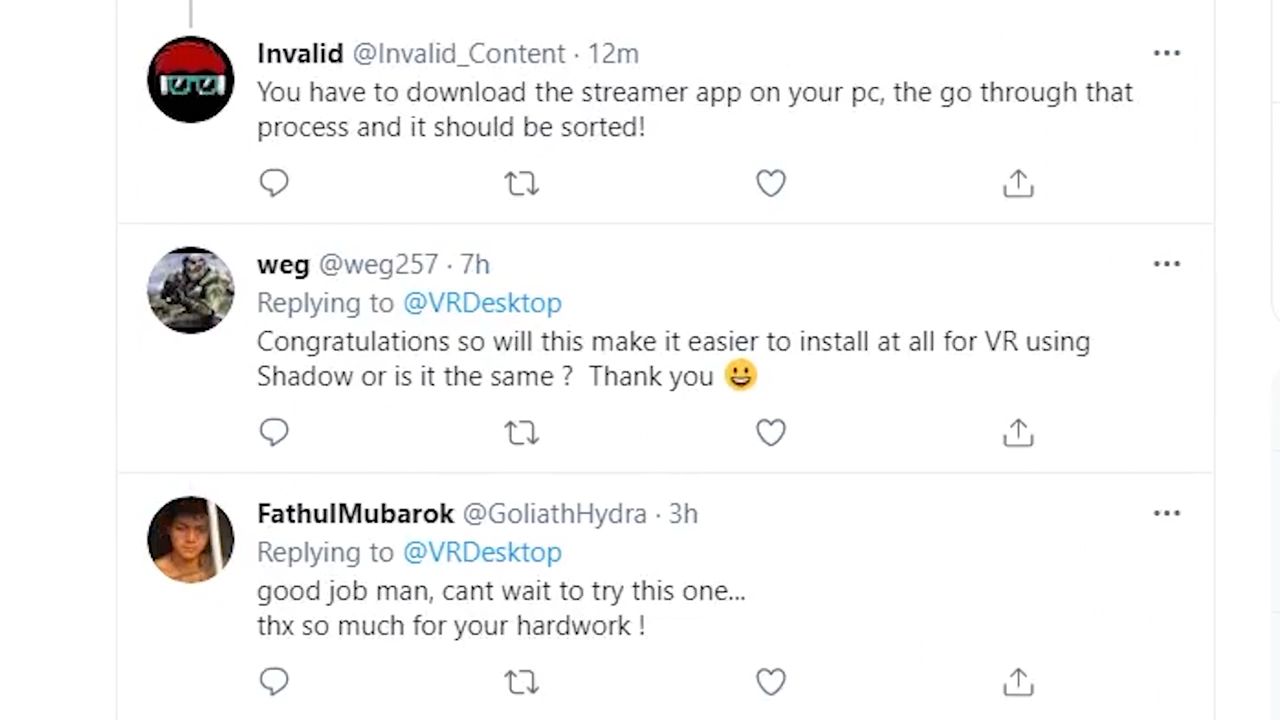 Invalid @Invalid_Content · 12m
You have to download the streamer app on your pc, the go through that
process and it should be sorted!
weg @weg257 · 7h
Replying to @VRDesktop
Congratulations so will this make it easier to install at all for VR using
Shadow or is it the same ? Thank you 😀
FathulMubarok @GoliathHydra · 3h
Replying to @VRDesktop
good job man, cant wait to try this one...
thx so much for your hardwork !